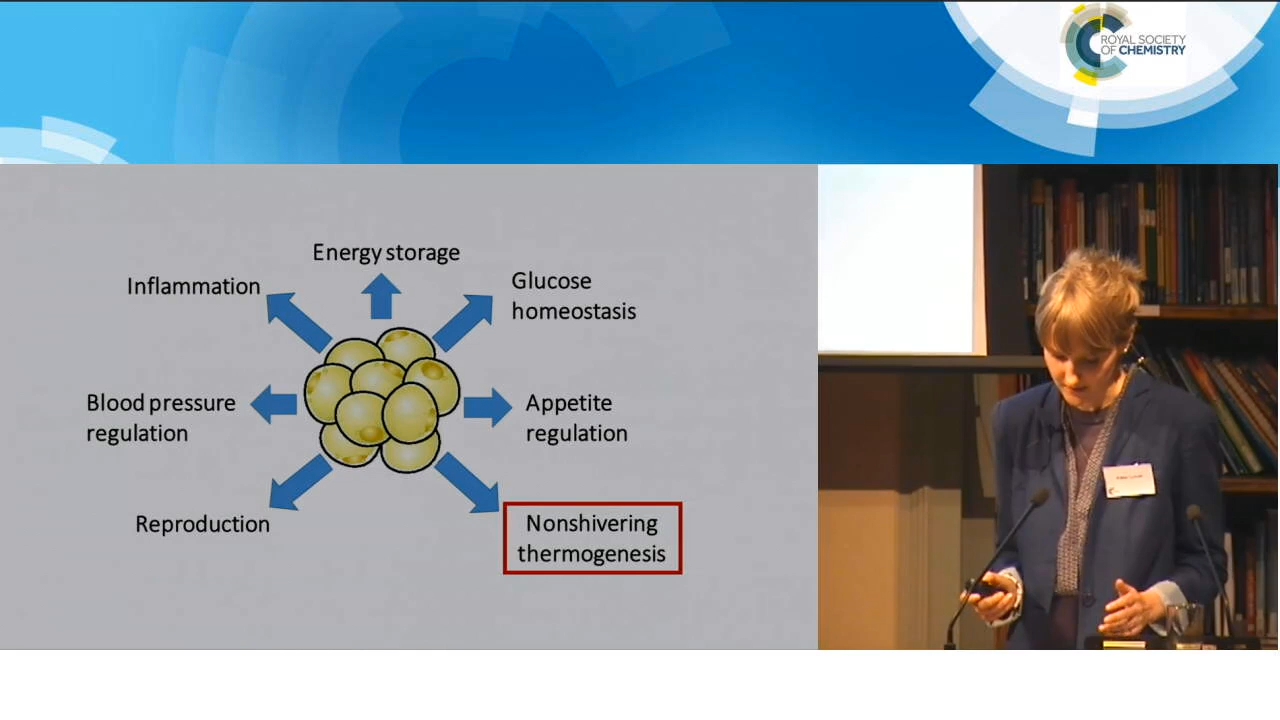 ROYAL SOCIETY
OF CHEMISTRY
Energy storage
Inflammation
Glucose
homeostasis
Blood pressure
regulation
Appetite
regulation
Reproduction
Nonshivering
thermogenesis